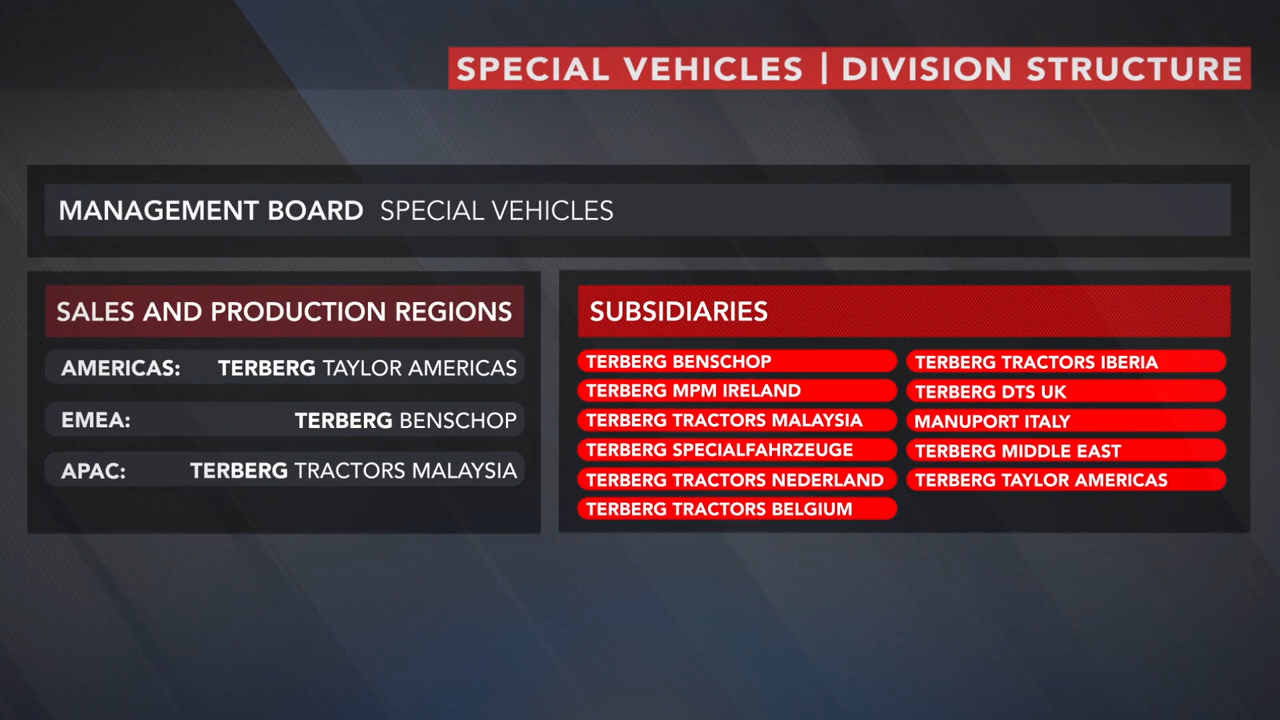 SPECIAL VEHICLES | DIVISION STRUCTURE
MANAGEMENT BOARD SPECIAL VEHICLES
SALES AND PRODUCTION REGIONS
AMERICAS: TERBERG TAYLOR AMERICAS
EMEA: TERBERG BENSCHOP
APAC: TERBERG TRACTORS MALAYSIA
SUBSIDIARIES
TERBERG BENSCHOP
TERBERG MPM IRELAND
TERBERG TRACTORS MALAYSIA
TERBERG SPECIALFAHRZEUGE
TERBERG TRACTORS NEDERLAND
TERBERG TRACTORS BELGIUM
TERBERG TRACTORS IBERIA
TERBERG DTS UK
MANUPORT ITALY
TERBERG MIDDLE EAST
TERBERG TAYLOR AMERICAS